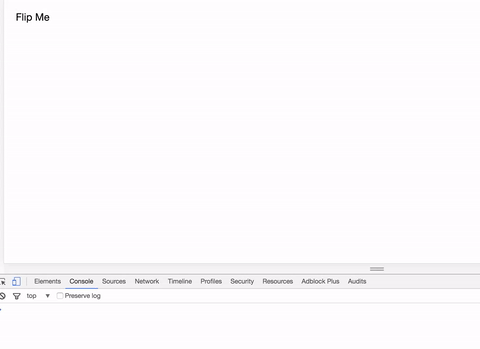 Flip Me
Elements Console Sources Network Timeline Profiles Security Resources Adblock Plus Audits
top Preserve log